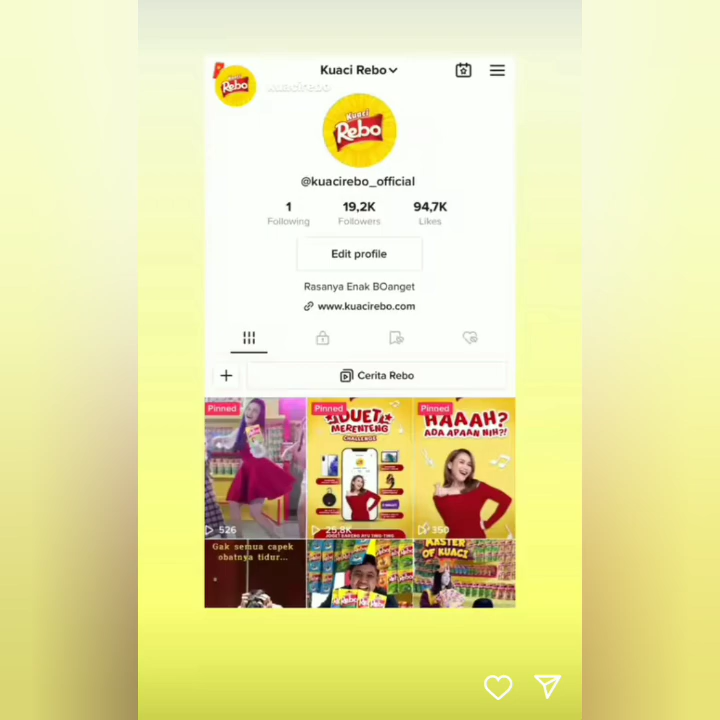 Kuaci Rebo
Rebo
kuacirebo
Kuaci
Rebo
@kuacirebo_official
1 19,2K 94,7K
Following Followers Likes
Edit profile
Rasanya Enak BOanget
www.kuacirebo.com
Cerita Rebo
Pinned
526
Pinned
DUET
MERENTENG
CHALLENGE
25,8K
Pinned
HAAAH?
ADA APAAN NIH?!
350
Gak semua capek
obatnya tidur...
MASTER
OF KUACI